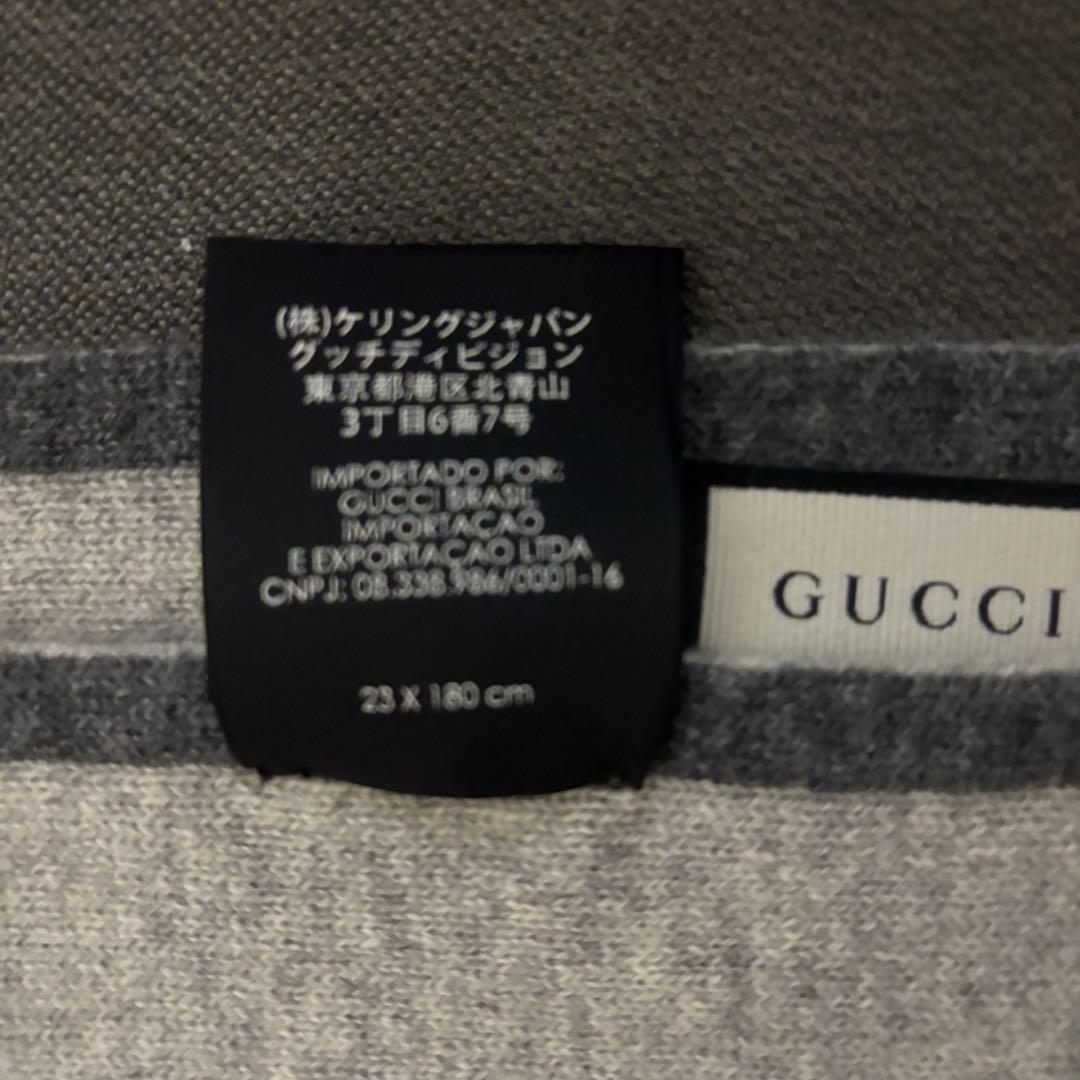 (株)ケリングジャパン
グッチディビジョン
東京都港区北青山
3丁目6番7号
IMPORTADO POR:
GUCCI BRASIL
IMPORTAÇAO
E EXPORTAÇAO LTDA
CNPJ: 08.338.986/0001-16
23 X 180 cm
GUCCI